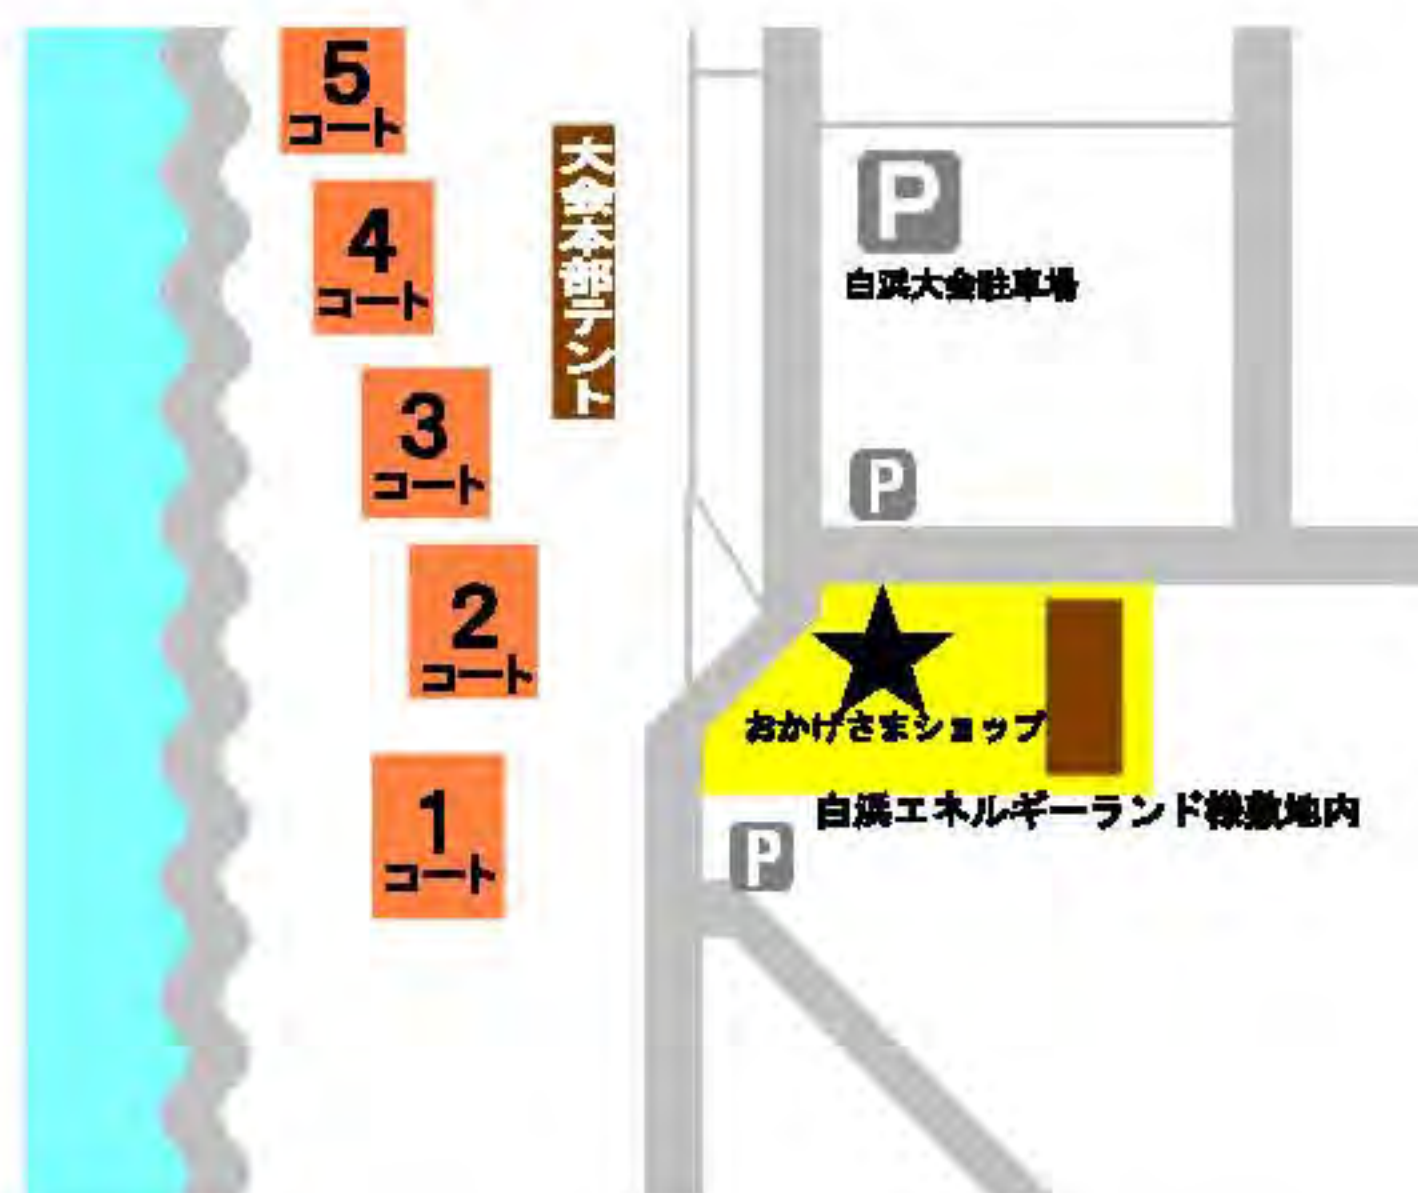 5
コート
4
コート
3
コート
2
コート
1
コート
大会本部テント
P
白浜大会駐車場
P
おかげさまショップ
白浜エネルギーランド様敷地内
P